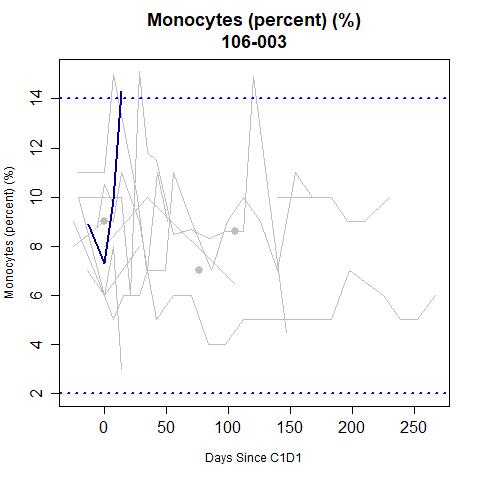 Monocytes (percent) (%)
106-003
Monocytes (percent) (%)
14
12
10
8
6
4
2
0 50 100 150 200 250
Days Since C1D1